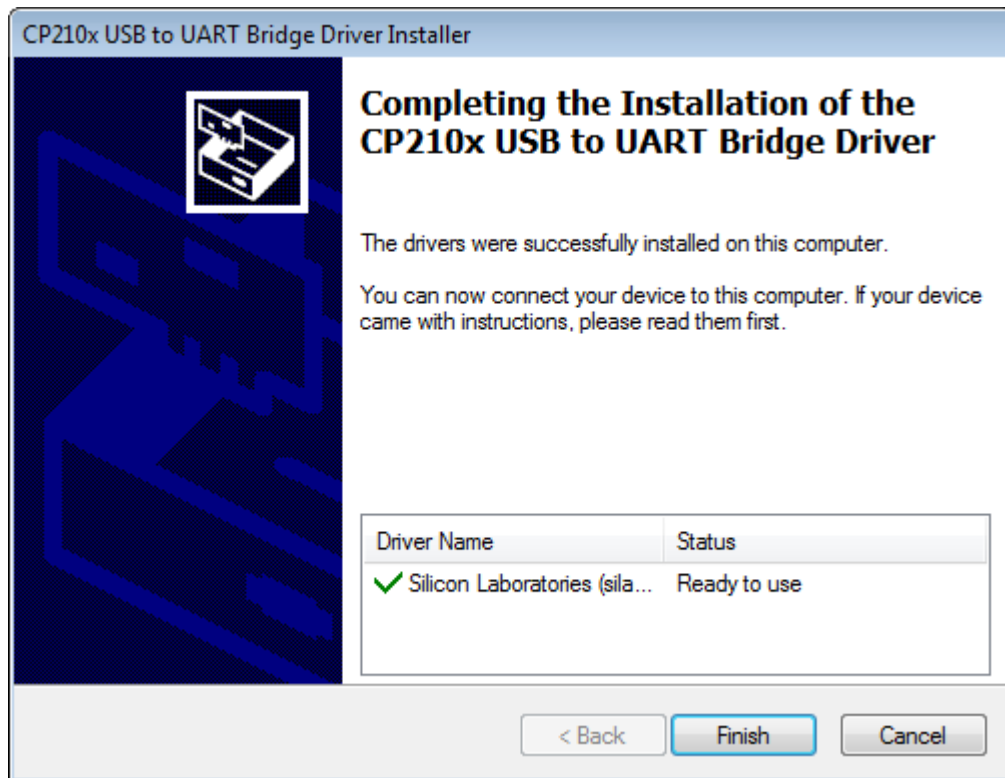 CP210x USB to UART Bridge Driver Installer
Completing the Installation of the
CP210x USB to UART Bridge Driver
The drivers were successfully installed on this computer.
You can now connect your device to this computer. If your device
came with instructions, please read them first.
Driver Name Status
Silicon Laboratories (sila... Ready to use
< Back Finish Cancel